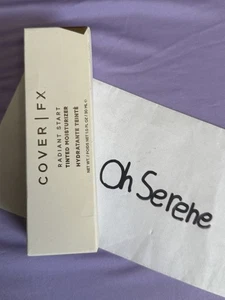 COVER | FX
RADIANT START
TINTED MOISTURIZER
HYDRATANTE TEINTÉ
Oh Serene